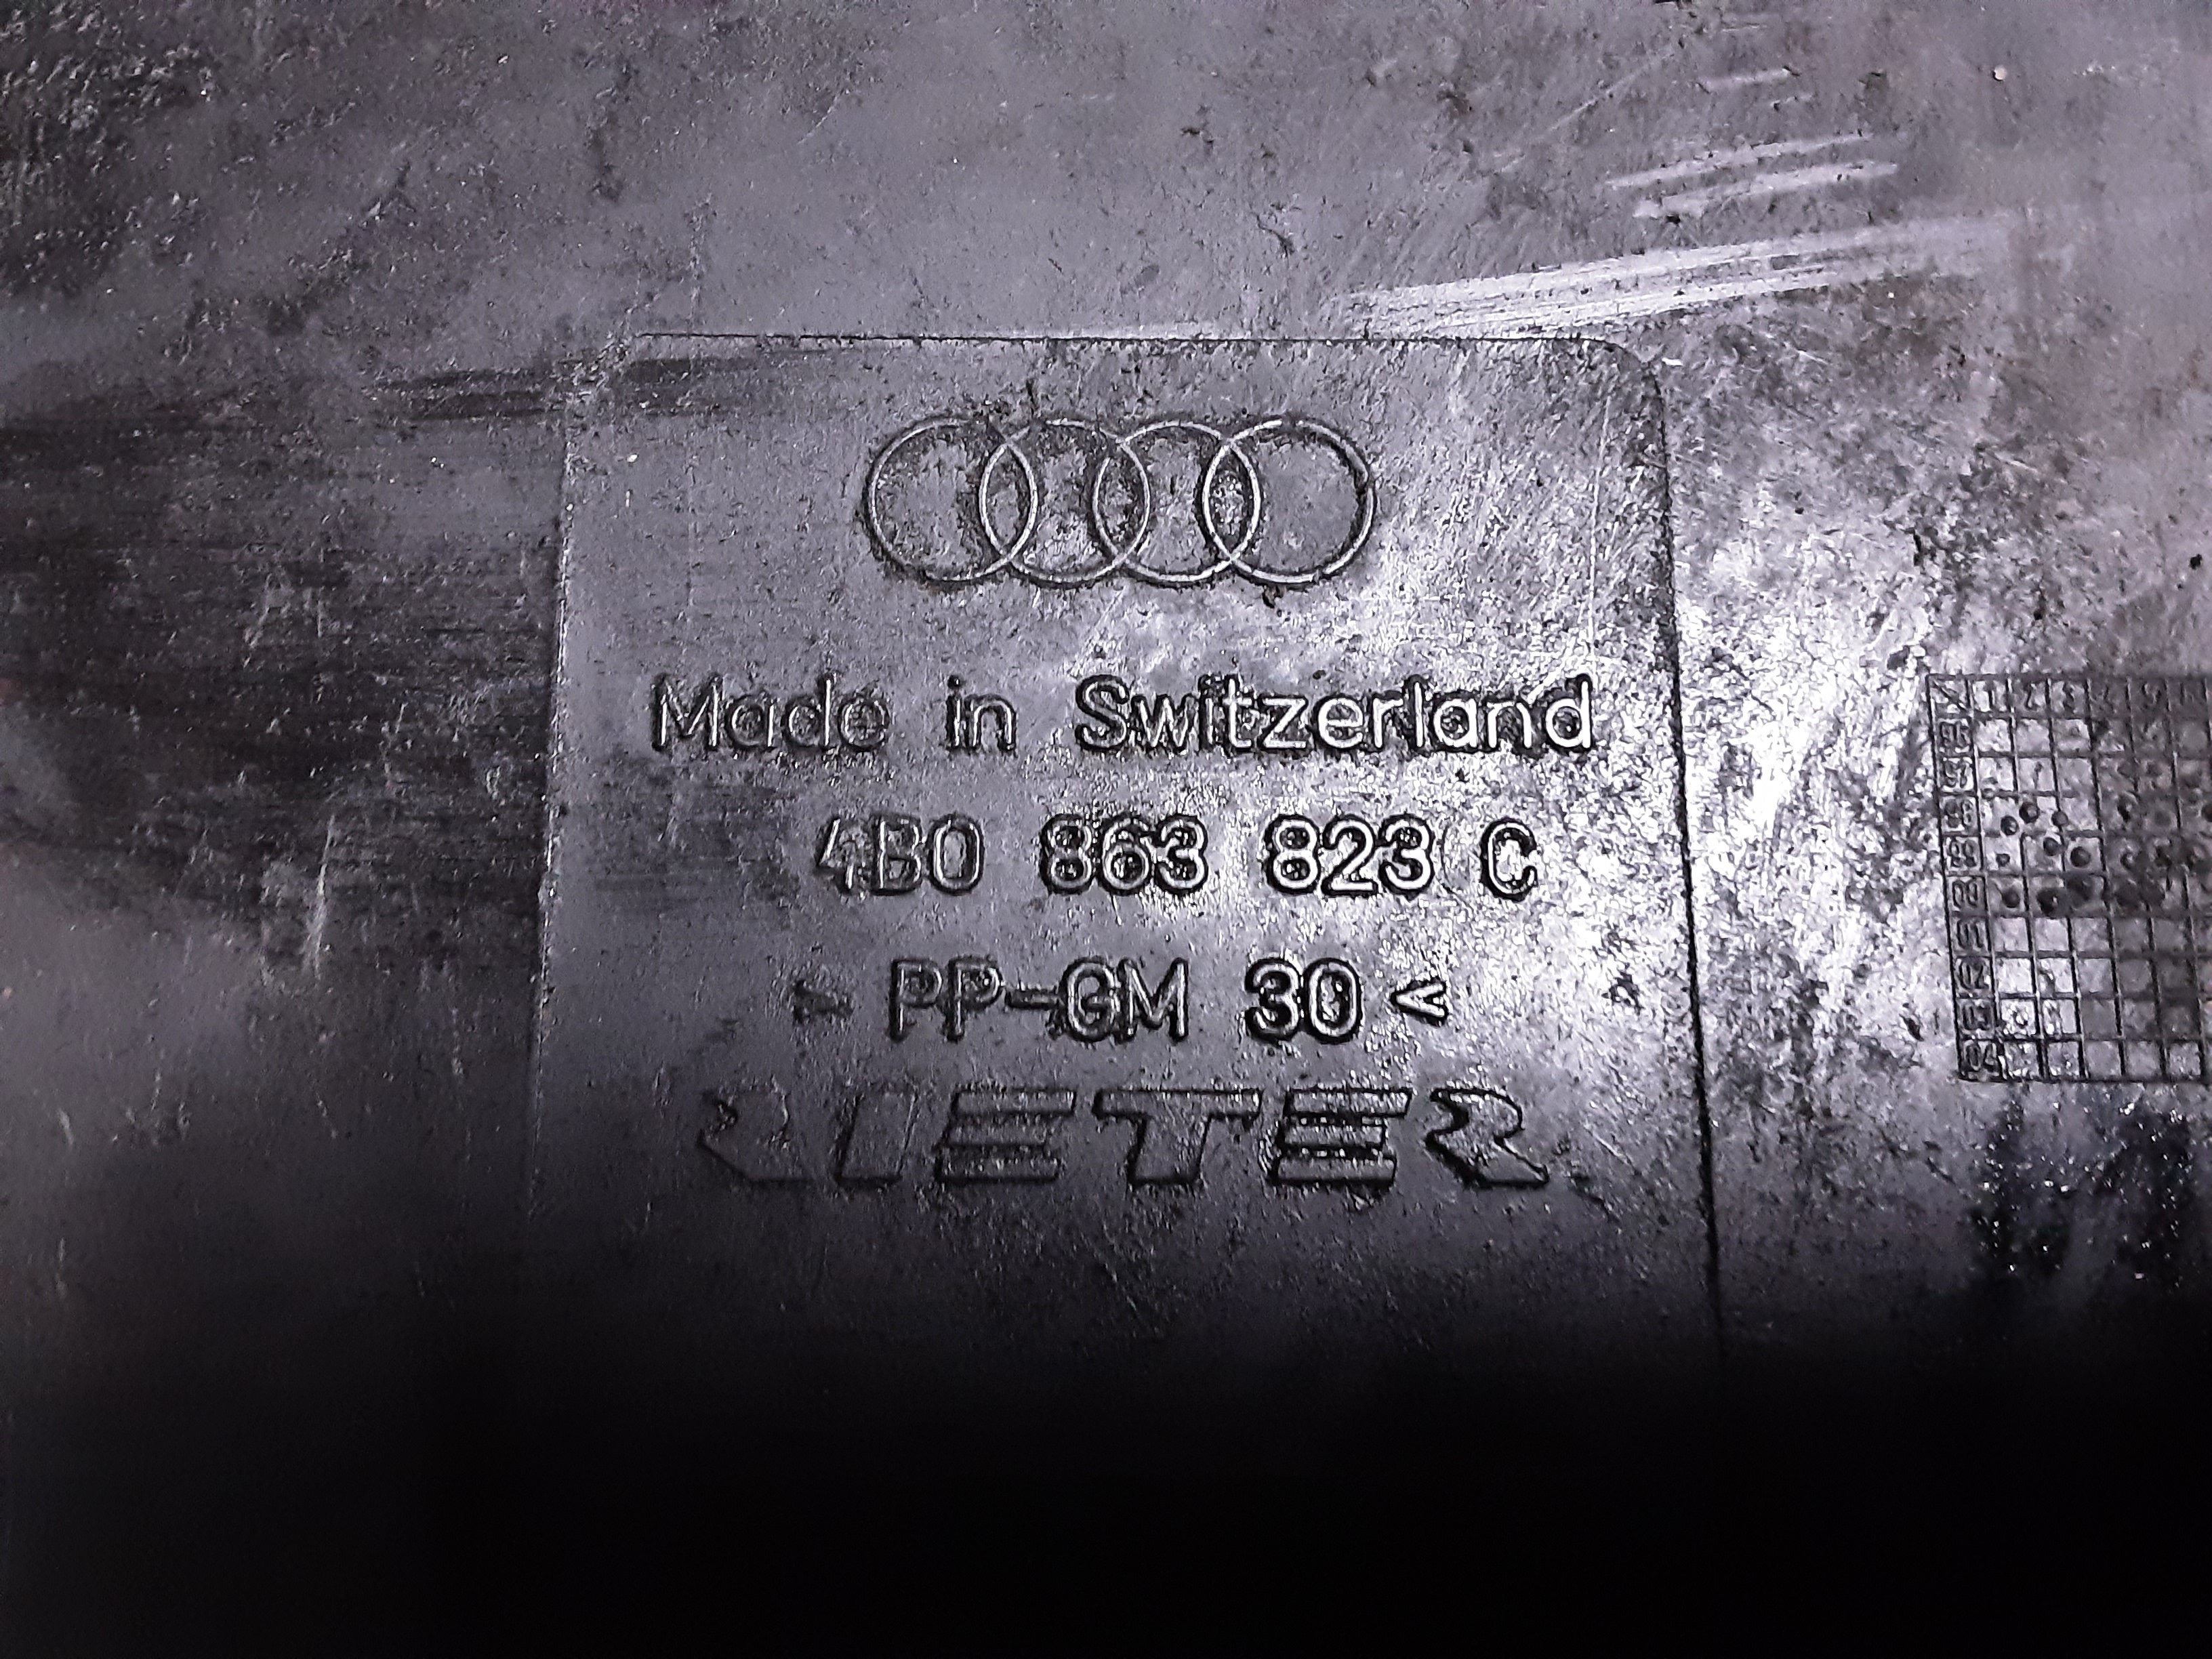 Made in Switzerland
4B0 863 823 C
> PP-GM 30 <
RIETER